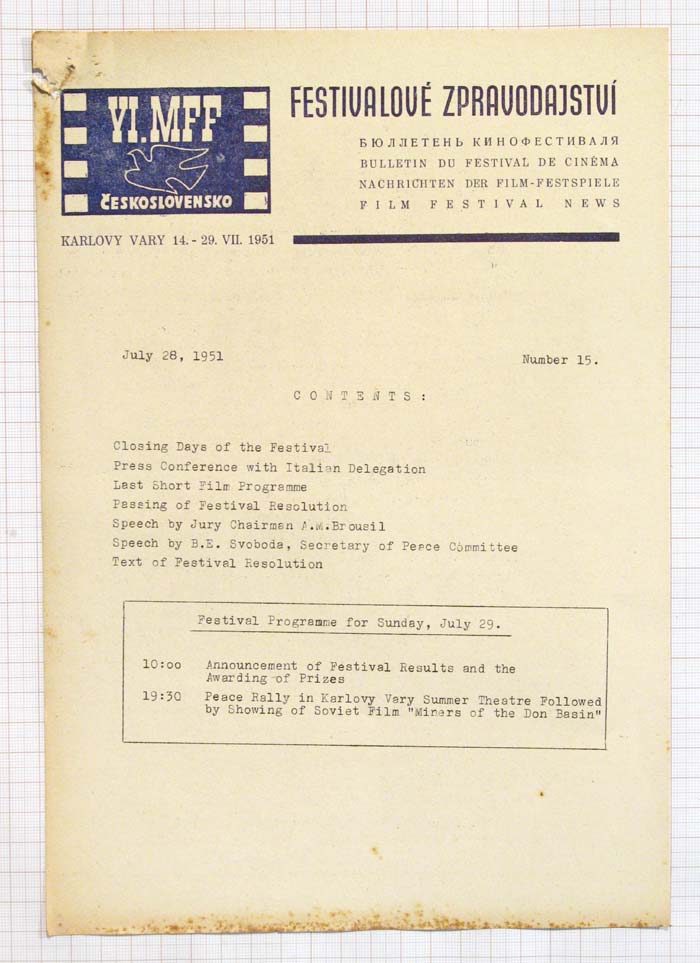 VI. MFF
ČESKOSLOVENSKO
FESTIVALOVÉ ZPRAVODAJSTVÍ
БЮЛЛЕТЕНЬ КИНОФЕСТИВАЛЯ
BULLETIN DU FESTIVAL DE CINÉMA
NACHRICHTEN DER FILM-FESTSPIELE
FILM FESTIVAL NEWS
KARLOVY VARY 14.- 29. VII. 1951
July 28, 1951
Number 15.
CONTENTS:
Closing Days of the Festival
Press Conference with Italian Delegation
Last Short Film Programme
Passing of Festival Resolution
Speech by Jury Chairman A.M.Brousil
Speech by B.E. Svoboda, Secretary of Peace Committee
Text of Festival Resolution
Festival Programme for Sunday, July 29.
10:00 Announcement of Festival Results and the
Awarding of Prizes
19:30 Peace Rally in Karlovy Vary Summer Theatre Followed
by Showing of Soviet Film "Miners of the Don Basin"